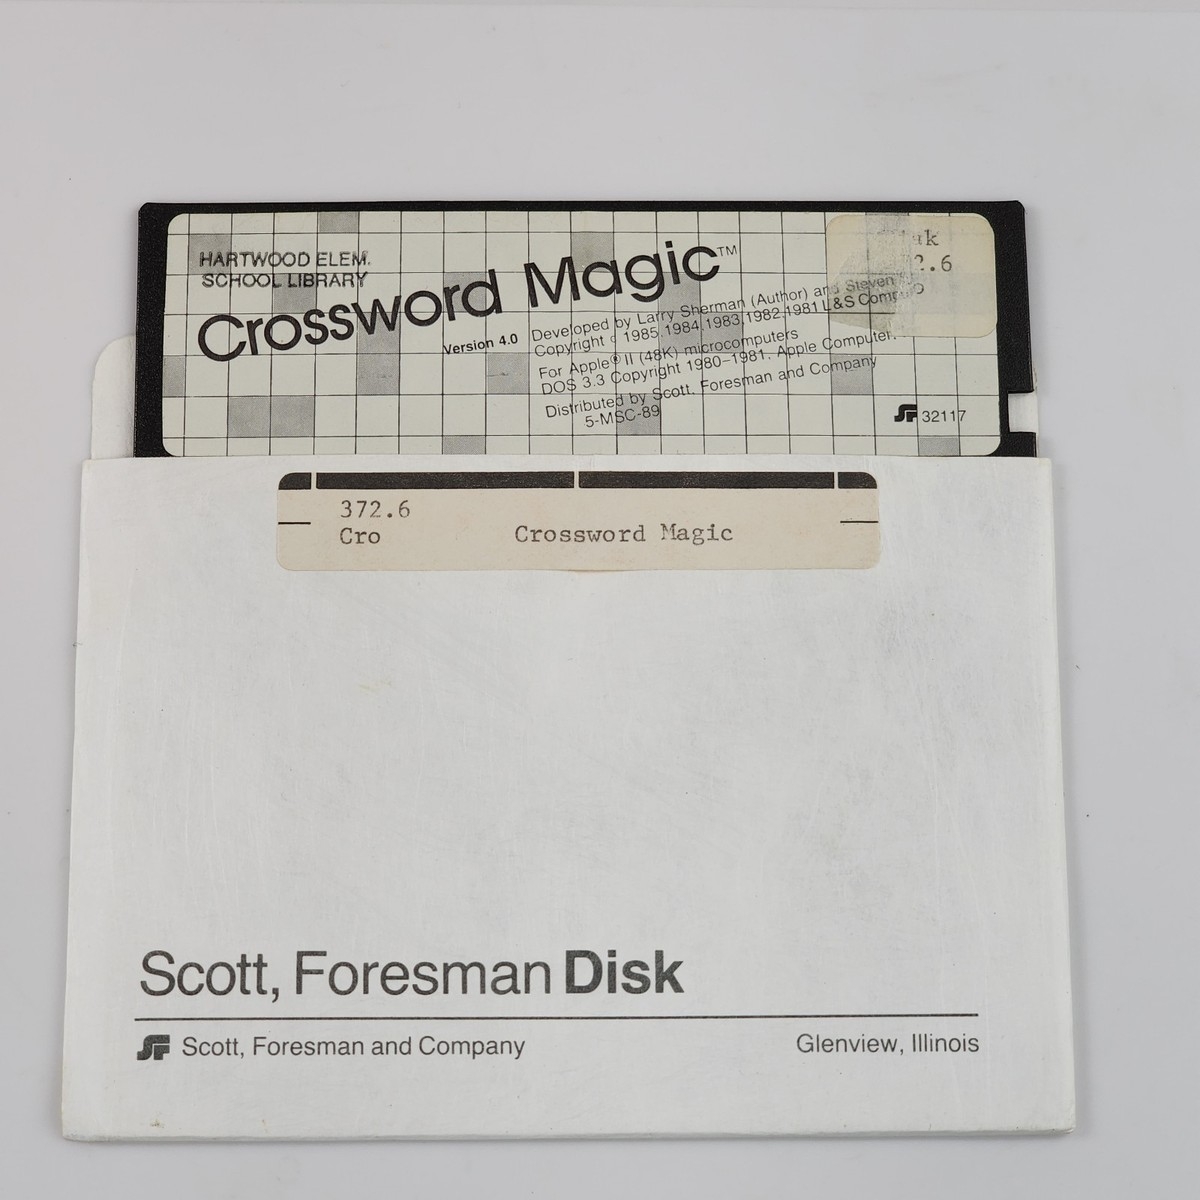 HARTWOOD ELEM.
SCHOOL LIBRARY
Crossword Magic™
Version 4.0
Developed by Larry Sherman (Author) and Steven
Copyright c 1985,1984,1983,1982,1981 L&S
For Apple® II (48K) microcomputers
DOS 3.3 Copyright 1980–1981, Apple Computer.
Distributed by Scott, Foresman and Company
5-MSC-89
SF 32117
2.6
372.6
Cro Crossword Magic
Scott, Foresman Disk
SF Scott, Foresman and Company Glenview, Illinois